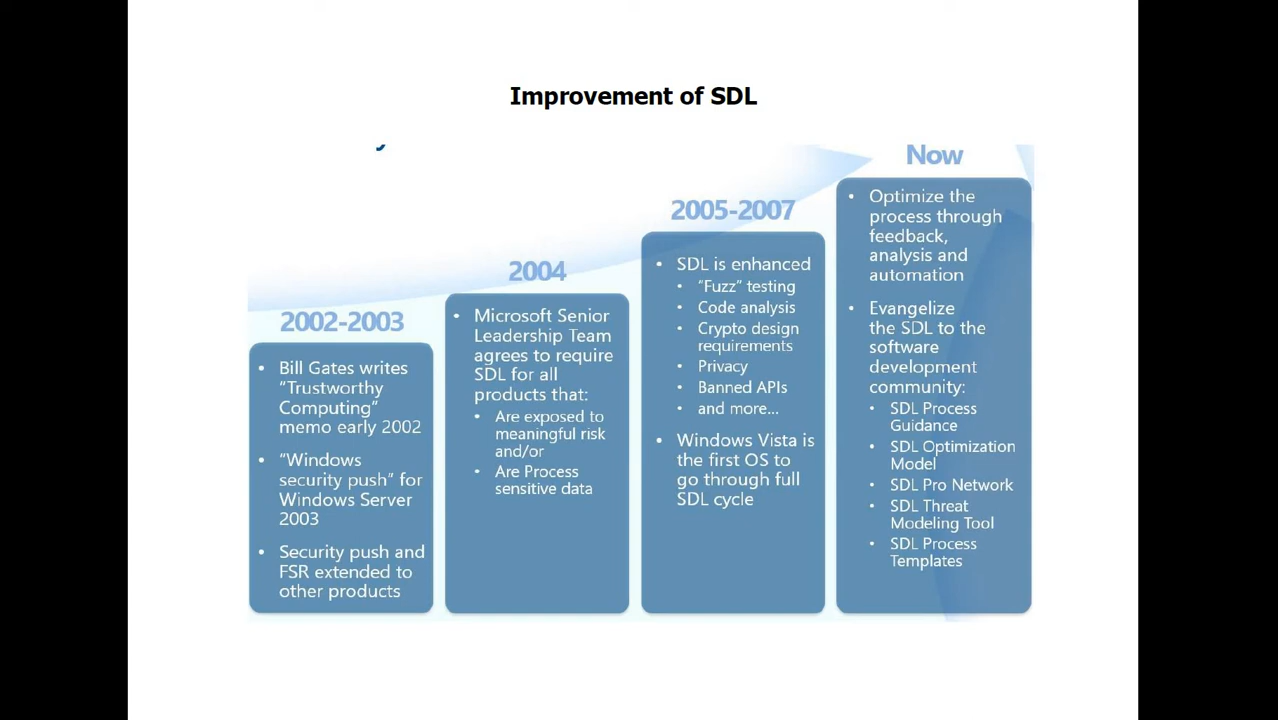 Improvement of SDL
2002-2003
• Bill Gates writes
“Trustworthy
Computing”
memo early 2002
• “Windows
security push” for
Windows Server
2003
• Security push and
FSR extended to
other products
2004
• Microsoft Senior
Leadership Team
agrees to require
SDL for all
products that:
• Are exposed to
meaningful risk
and/or
• Are Process
sensitive data
2005-2007
• SDL is enhanced
• “Fuzz” testing
• Code analysis
• Crypto design
requirements
• Privacy
• Banned APIs
• and more...
• Windows Vista is
the first OS to
go through full
SDL cycle
Now
• Optimize the
process through
feedback,
analysis and
automation
• Evangelize
the SDL to the
software
development
community:
• SDL Process
Guidance
• SDL Optimization
Model
• SDL Pro Network
• SDL Threat
Modeling Tool
• SDL Process
Templates